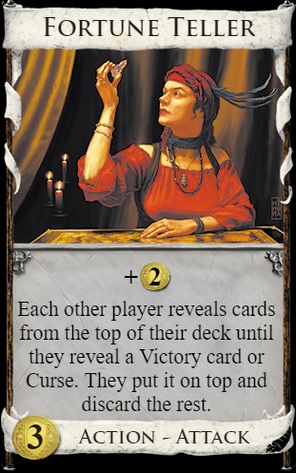 FORTUNE TELLER
+2
Each other player reveals cards
from the top of their deck until
they reveal a Victory card or
Curse. They put it on top and
discard the rest.
3 ACTION - ATTACK